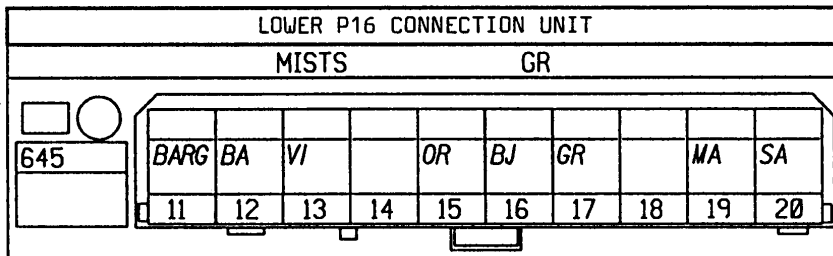 LOWER P16 CONNECTION UNIT
MISTS GR
645 BARG BA VI OR BJ GR MA SA
11 12 13 14 15 16 17 18 19 20